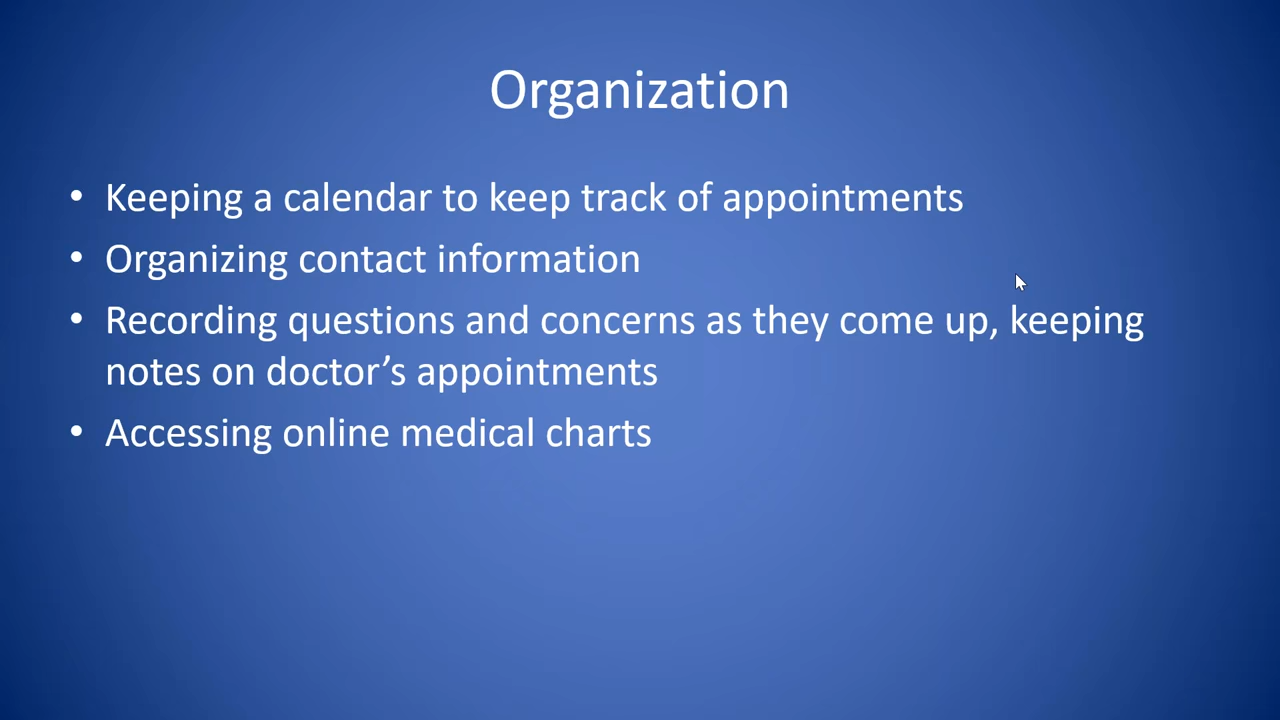 Organization
• Keeping a calendar to keep track of appointments
• Organizing contact information
• Recording questions and concerns as they come up, keeping
notes on doctor’s appointments
• Accessing online medical charts